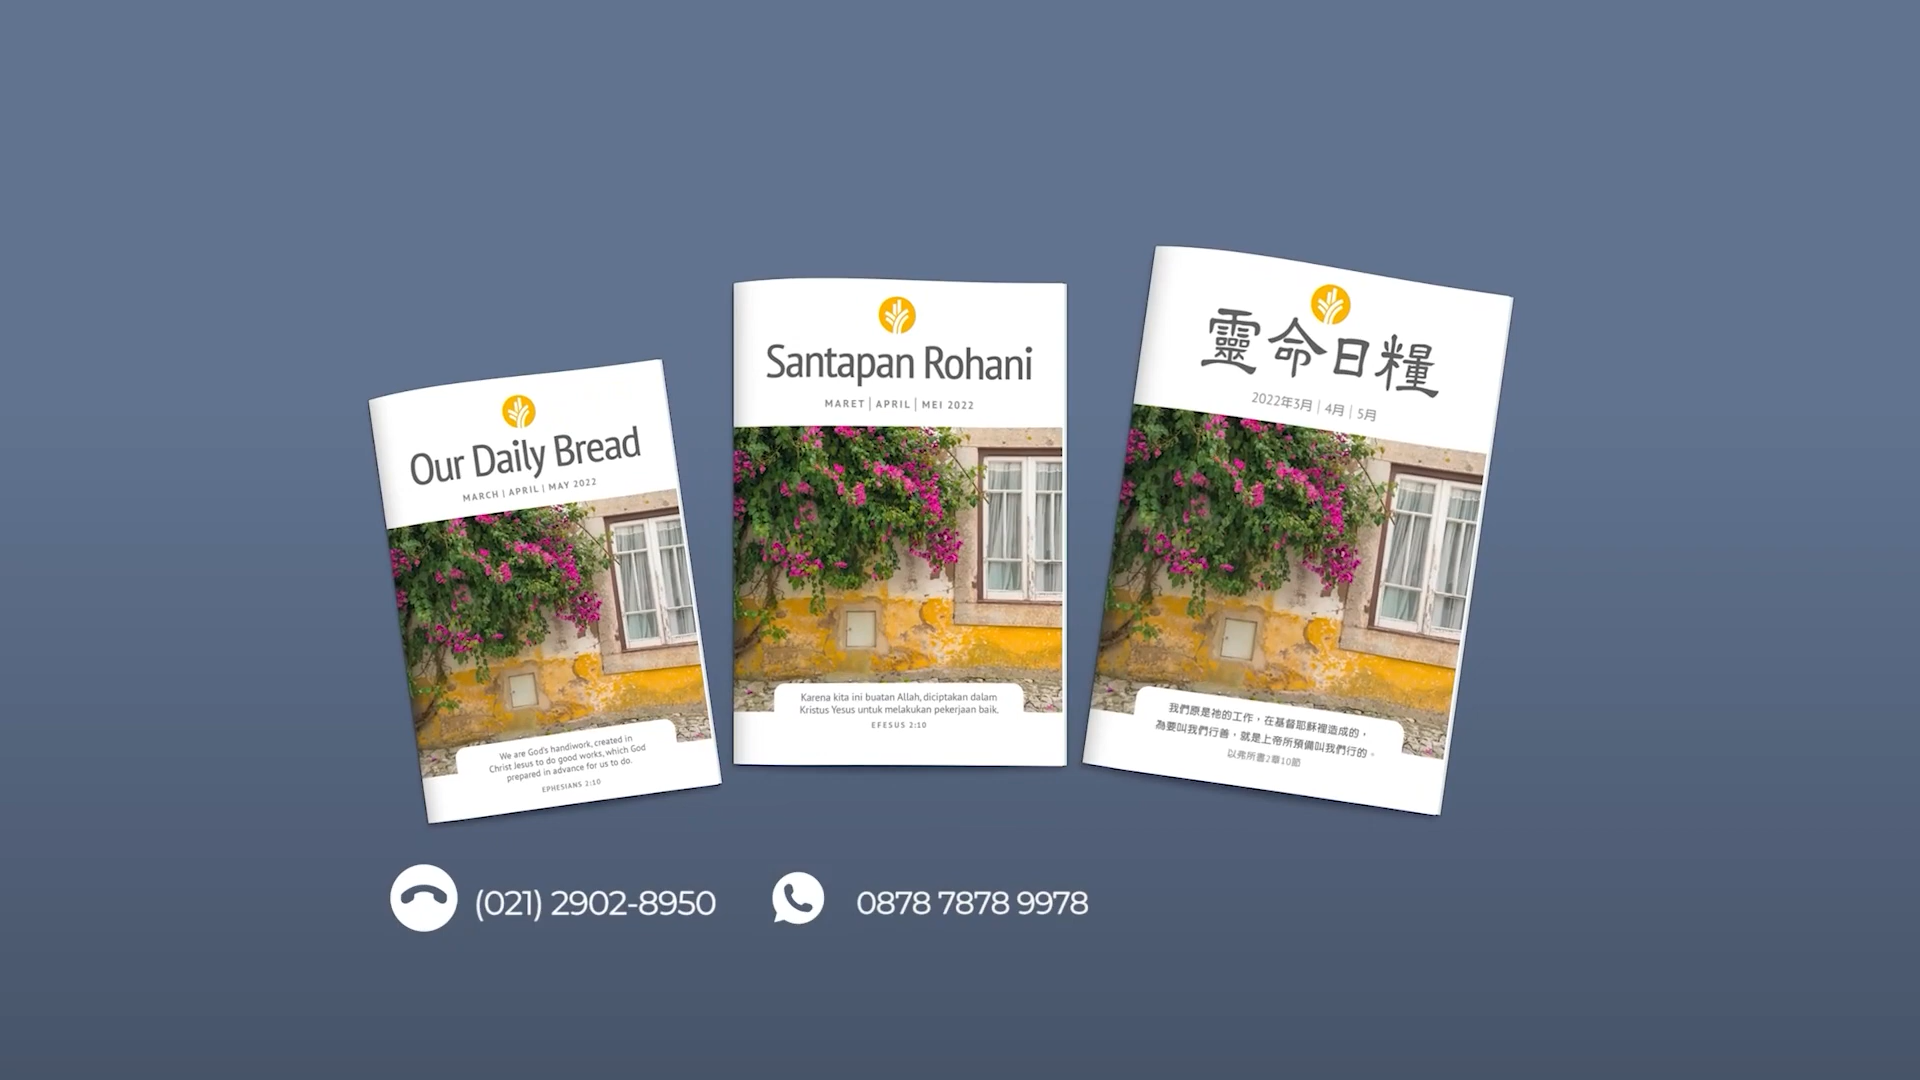 Our Daily Bread
MARCH | APRIL | MAY 2022
We are God's handiwork, created in
Christ Jesus to do good works, which God
prepared in advance for us to do.
EPHESIANS 2:10
Santapan Rohani
MARET | APRIL | MEI 2022
Karena kita ini buatan Allah, diciptakan dalam
Kristus Yesus untuk melakukan pekerjaan baik.
EFESUS 2:10
靈命日糧
2022年3月 | 4月 | 5月
我們原是祂的工作，在基督耶穌裡造成的，
為要叫我們行善，就是上帝所預備叫我們行的。
以弗所書2章10節
(021) 2902-8950
0878 7878 9978